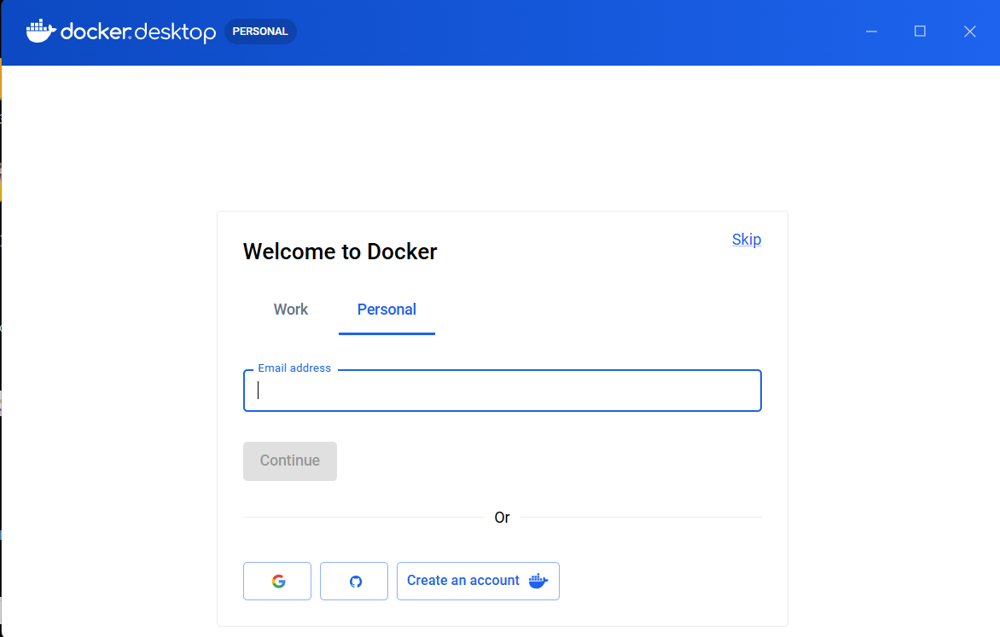 docker.desktop PERSONAL
Welcome to Docker
Skip
Work Personal
Email address
Continue
Or
Create an account